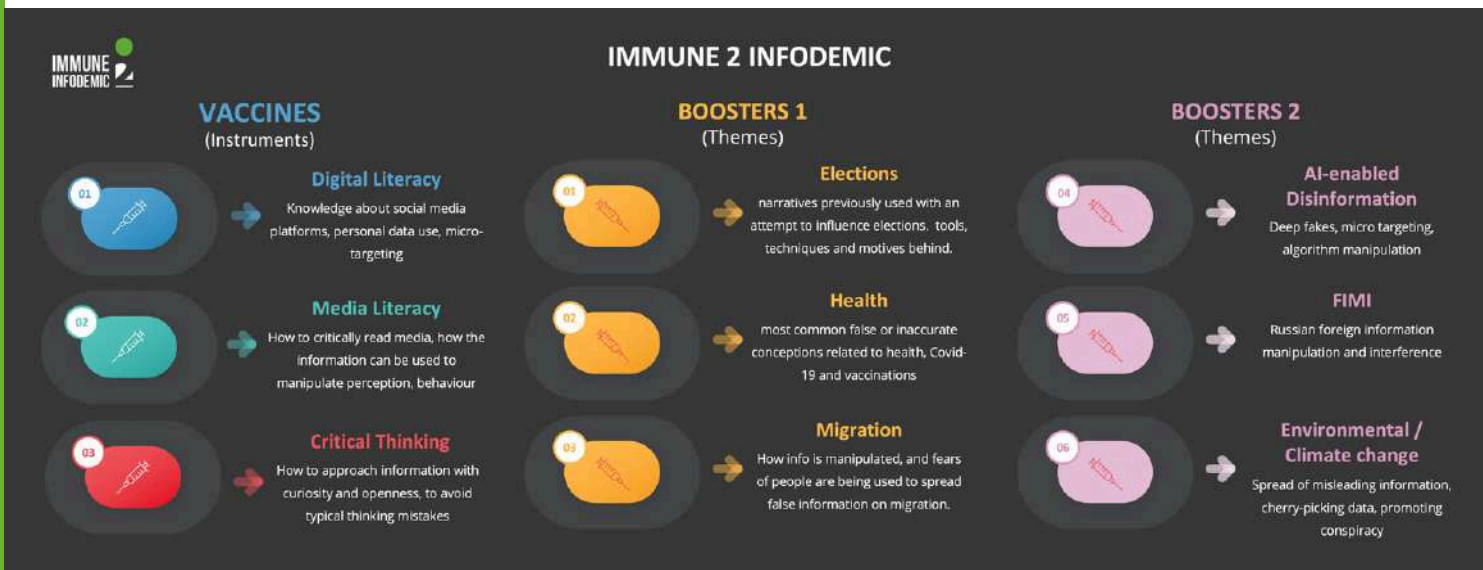 IMMUNE
INFODEMIC 2
IMMUNE 2 INFODEMIC
VACCINES
(Instruments)
01
Digital Literacy
Knowledge about social media
platforms, personal data use, micro-
targeting
02
Media Literacy
How to critically read media, how the
information can be used to
manipulate perception, behaviour
03
Critical Thinking
How to approach information with
curiosity and openness, to avoid
typical thinking mistakes
BOOSTERS 1
(Themes)
01
Elections
narratives previously used with an
attempt to influence elections. tools,
techniques and motives behind.
02
Health
most common false or inaccurate
conceptions related to health, Covid-
19 and vaccinations
03
Migration
How info is manipulated, and fears
of people are being used to spread
false information on migration.
BOOSTERS 2
(Themes)
04
AI-enabled
Disinformation
Deep fakes, micro targeting,
algorithm manipulation
05
FIMI
Russian foreign information
manipulation and interference
06
Environmental /
Climate change
Spread of misleading information,
cherry-picking data, promoting
conspiracy